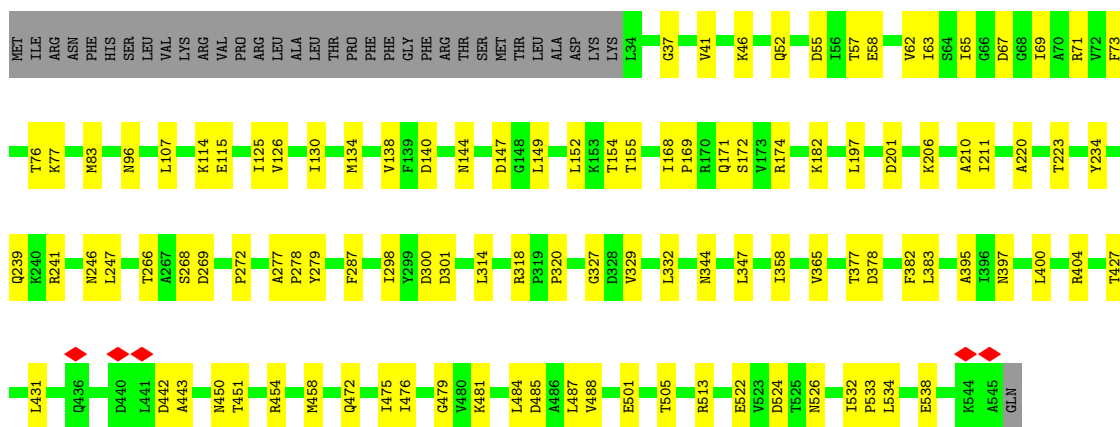 MET ILE ARG ASN PHE HIS SER LEU VAL LYS ARG VAL PRO ARG LEU ALA LEU THR PRO PHE PHE GLY PHE ARG THR SER MET THR LEU ALA ASP LYS LYS L34 G37 V41 K46 Q52 D55 I56 T57 E58 V62 I63 S64 I65 G66 D67 G68 I69 A70 R71 V72 F73
T76 K77 M83 N96 L107 K114 E115 I125 V126 I130 M134 V138 F139 D140 N144 D147 G148 L149 L152 K153 T154 T155 I168 P169 R170 Q171 S172 V173 R174 K182 L197 D201 K206 A210 I211 A220 T223 Y234
Q239 K240 R241 N246 L247 T266 A267 S268 D269 P272 A277 P278 Y279 F287 I298 Y299 D300 D301 L314 R318 P319 P320 G327 D328 V329 L332 N344 L347 I358 V365 T377 D378 F382 L383 A395 I396 N397 L400 R404 T427
L431 Q436 D440 L441 D442 A443 N450 T451 R454 M458 Q472 I475 I476 G479 V480 K481 L484 D485 A486 L487 V488 E501 T505 R513 E522 V523 D524 T525 N526 I532 P533 L534 E538 K544 A545 GLN